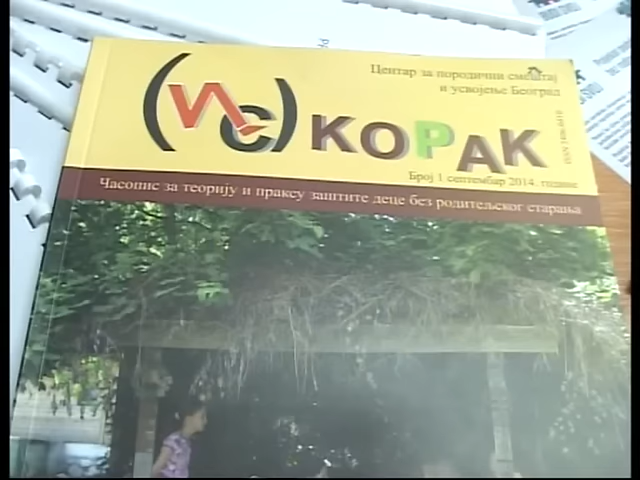 Центар за породични смештај
и усвојење Београд
(ИС) КОРАК
Број 1 септембар 2014. године
Часопис за теорију и праксу заштите деце без родитељског старања